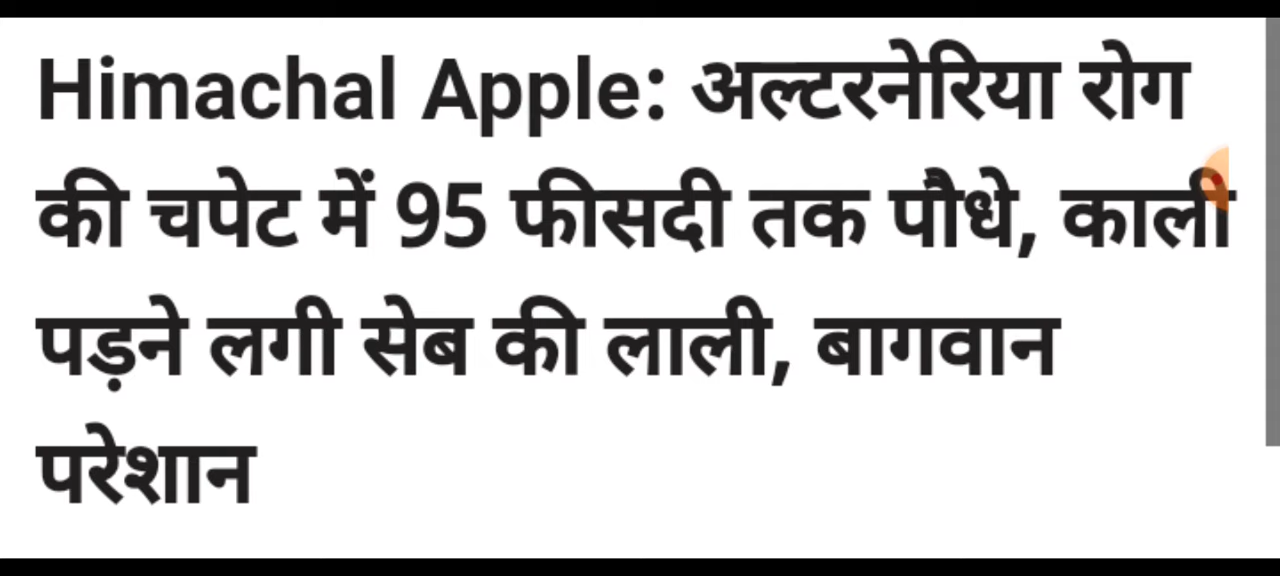 Himachal Apple: अल्टरनेरिया रोग
की चपेट में 95 फीसदी तक पौधे, काली
पड़ने लगी सेब की लाली, बागवान
परेशान